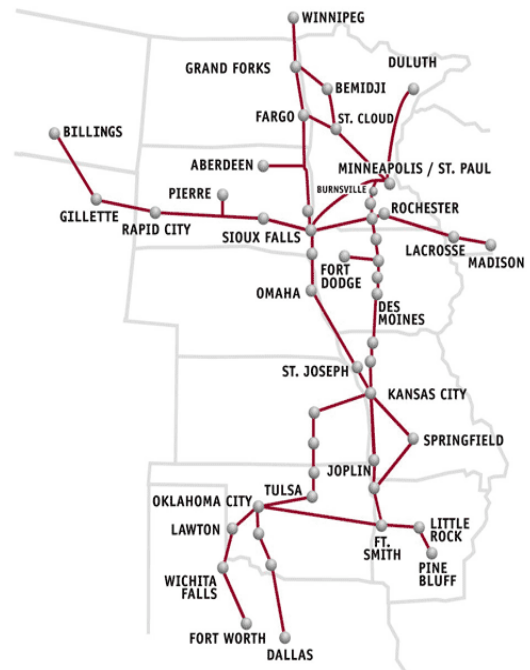 WINNIPEG
GRAND FORKS
DULUTH
BEMIDJI
FARGO
ST. CLOUD
BILLINGS
ABERDEEN
MINNEAPOLIS / ST. PAUL
PIERRE
BURNSVILLE
GILLETTE
RAPID CITY
ROCHESTER
SIOUX FALLS
LACROSSE
MADISON
FORT
DODGE
OMAHA
DES
MOINES
ST. JOSEPH
KANSAS CITY
SPRINGFIELD
JOPLIN
TULSA
OKLAHOMA CITY
LAWTON
FT.
SMITH
LITTLE
ROCK
PINE
BLUFF
WICHITA
FALLS
FORT WORTH
DALLAS